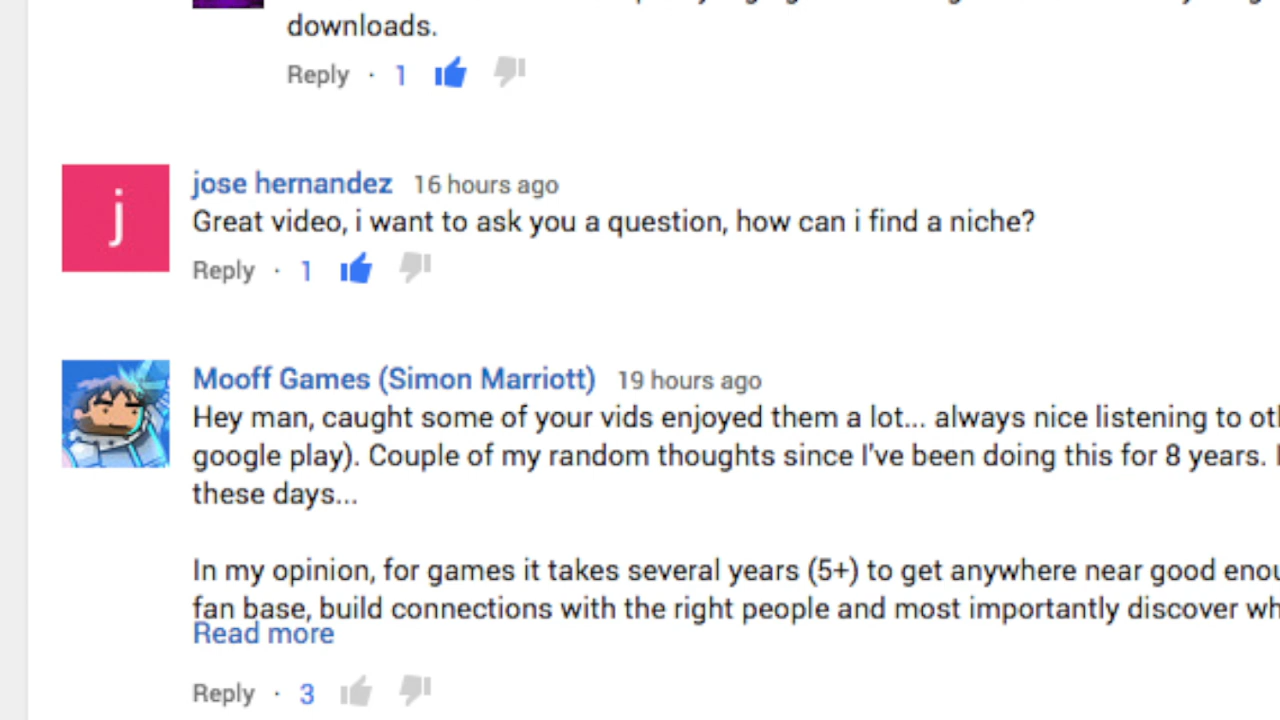 downloads.
Reply · 1
j
jose hernandez 16 hours ago
Great video, i want to ask you a question, how can i find a niche?
Reply · 1
Mooff Games (Simon Marriott) 19 hours ago
Hey man, caught some of your vids enjoyed them a lot... always nice listening to
google play). Couple of my random thoughts since I've been doing this for 8 years.
these days...
In my opinion, for games it takes several years (5+) to get anywhere near good
fan base, build connections with the right people and most importantly discover
Read more
Reply · 3